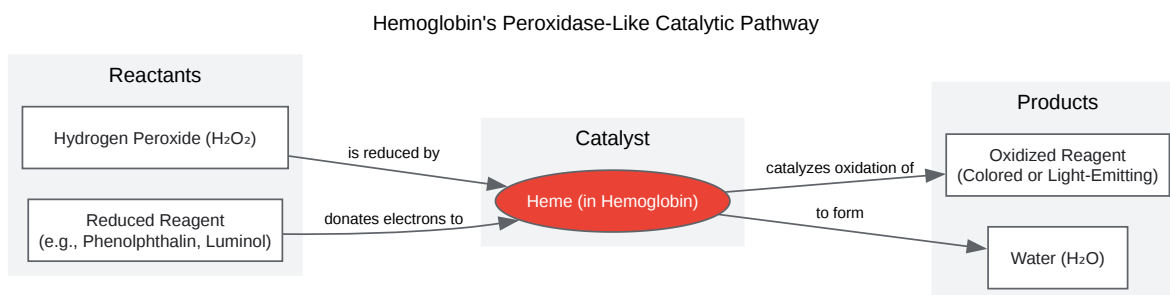 Hemoglobin's Peroxidase-Like Catalytic Pathway
Reactants
Hydrogen Peroxide (H₂O₂)
Reduced Reagent
(e.g., Phenolphthalin, Luminol)
is reduced by
donates electrons to
Catalyst
Heme (in Hemoglobin)
catalyzes oxidation of
to form
Products
Oxidized Reagent
(Colored or Light-Emitting)
Water (H₂O)